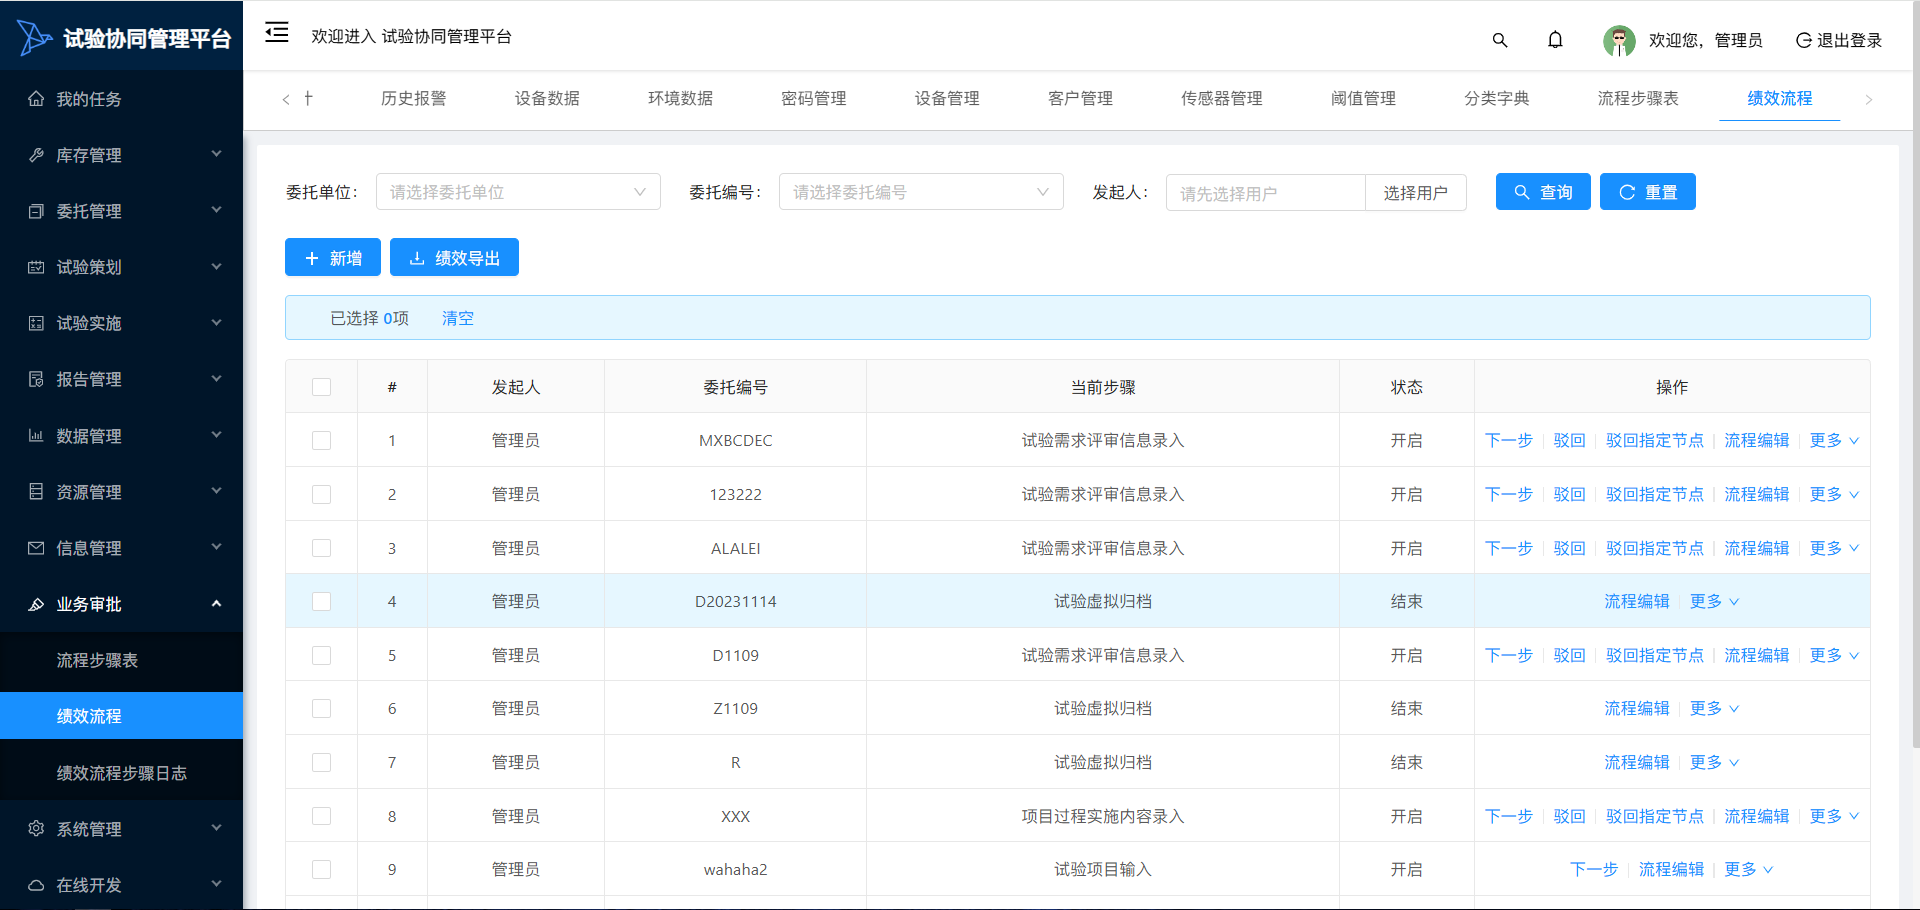 试验协同管理平台
欢迎进入 试验协同管理平台
欢迎您，管理员
退出登录
我的任务
库存管理
委托管理
试验策划
试验实施
报告管理
数据管理
资源管理
信息管理
业务审批
流程步骤表
绩效流程
绩效流程步骤日志
系统管理
在线开发
历史报警 设备数据 环境数据 密码管理 设备管理 客户管理 传感器管理 阈值管理 分类字典 流程步骤表 绩效流程
委托单位： 请选择委托单位 委托编号： 请选择委托编号 发起人： 请先选择用户 选择用户 查询 重置
新增 绩效导出
已选择 0项 清空
# 发起人 委托编号 当前步骤 状态 操作
1 管理员 MXBCDEC 试验需求评审信息录入 开启 下一步 驳回 驳回指定节点 流程编辑 更多
2 管理员 123222 试验需求评审信息录入 开启 下一步 驳回 驳回指定节点 流程编辑 更多
3 管理员 ALALEI 试验需求评审信息录入 开启 下一步 驳回 驳回指定节点 流程编辑 更多
4 管理员 D20231114 试验虚拟归档 结束 流程编辑 更多
5 管理员 D1109 试验需求评审信息录入 开启 下一步 驳回 驳回指定节点 流程编辑 更多
6 管理员 Z1109 试验虚拟归档 结束 流程编辑 更多
7 管理员 R 试验虚拟归档 结束 流程编辑 更多
8 管理员 XXX 项目过程实施内容录入 开启 下一步 驳回 驳回指定节点 流程编辑 更多
9 管理员 wahaha2 试验项目输入 开启 下一步 流程编辑 更多